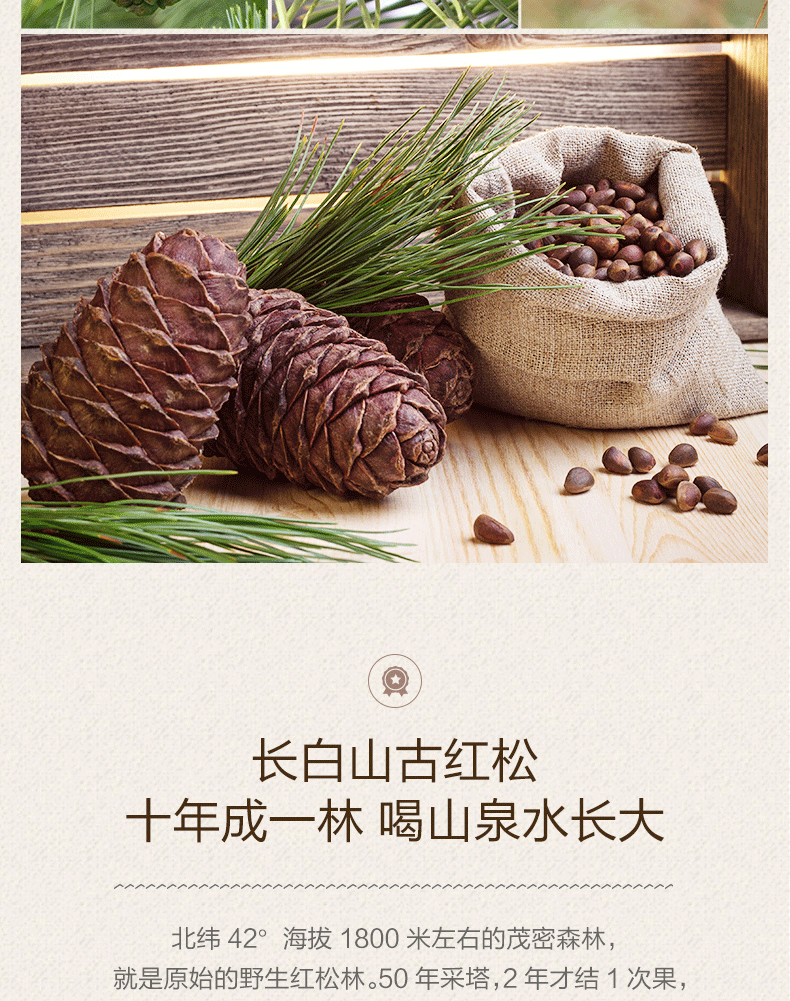 长白山古红松
十年成一林 喝山泉水长大
北纬 42° 海拔 1800 米左右的茂密森林，
就是原始的野生红松林。50 年采塔，2 年才结 1 次果，